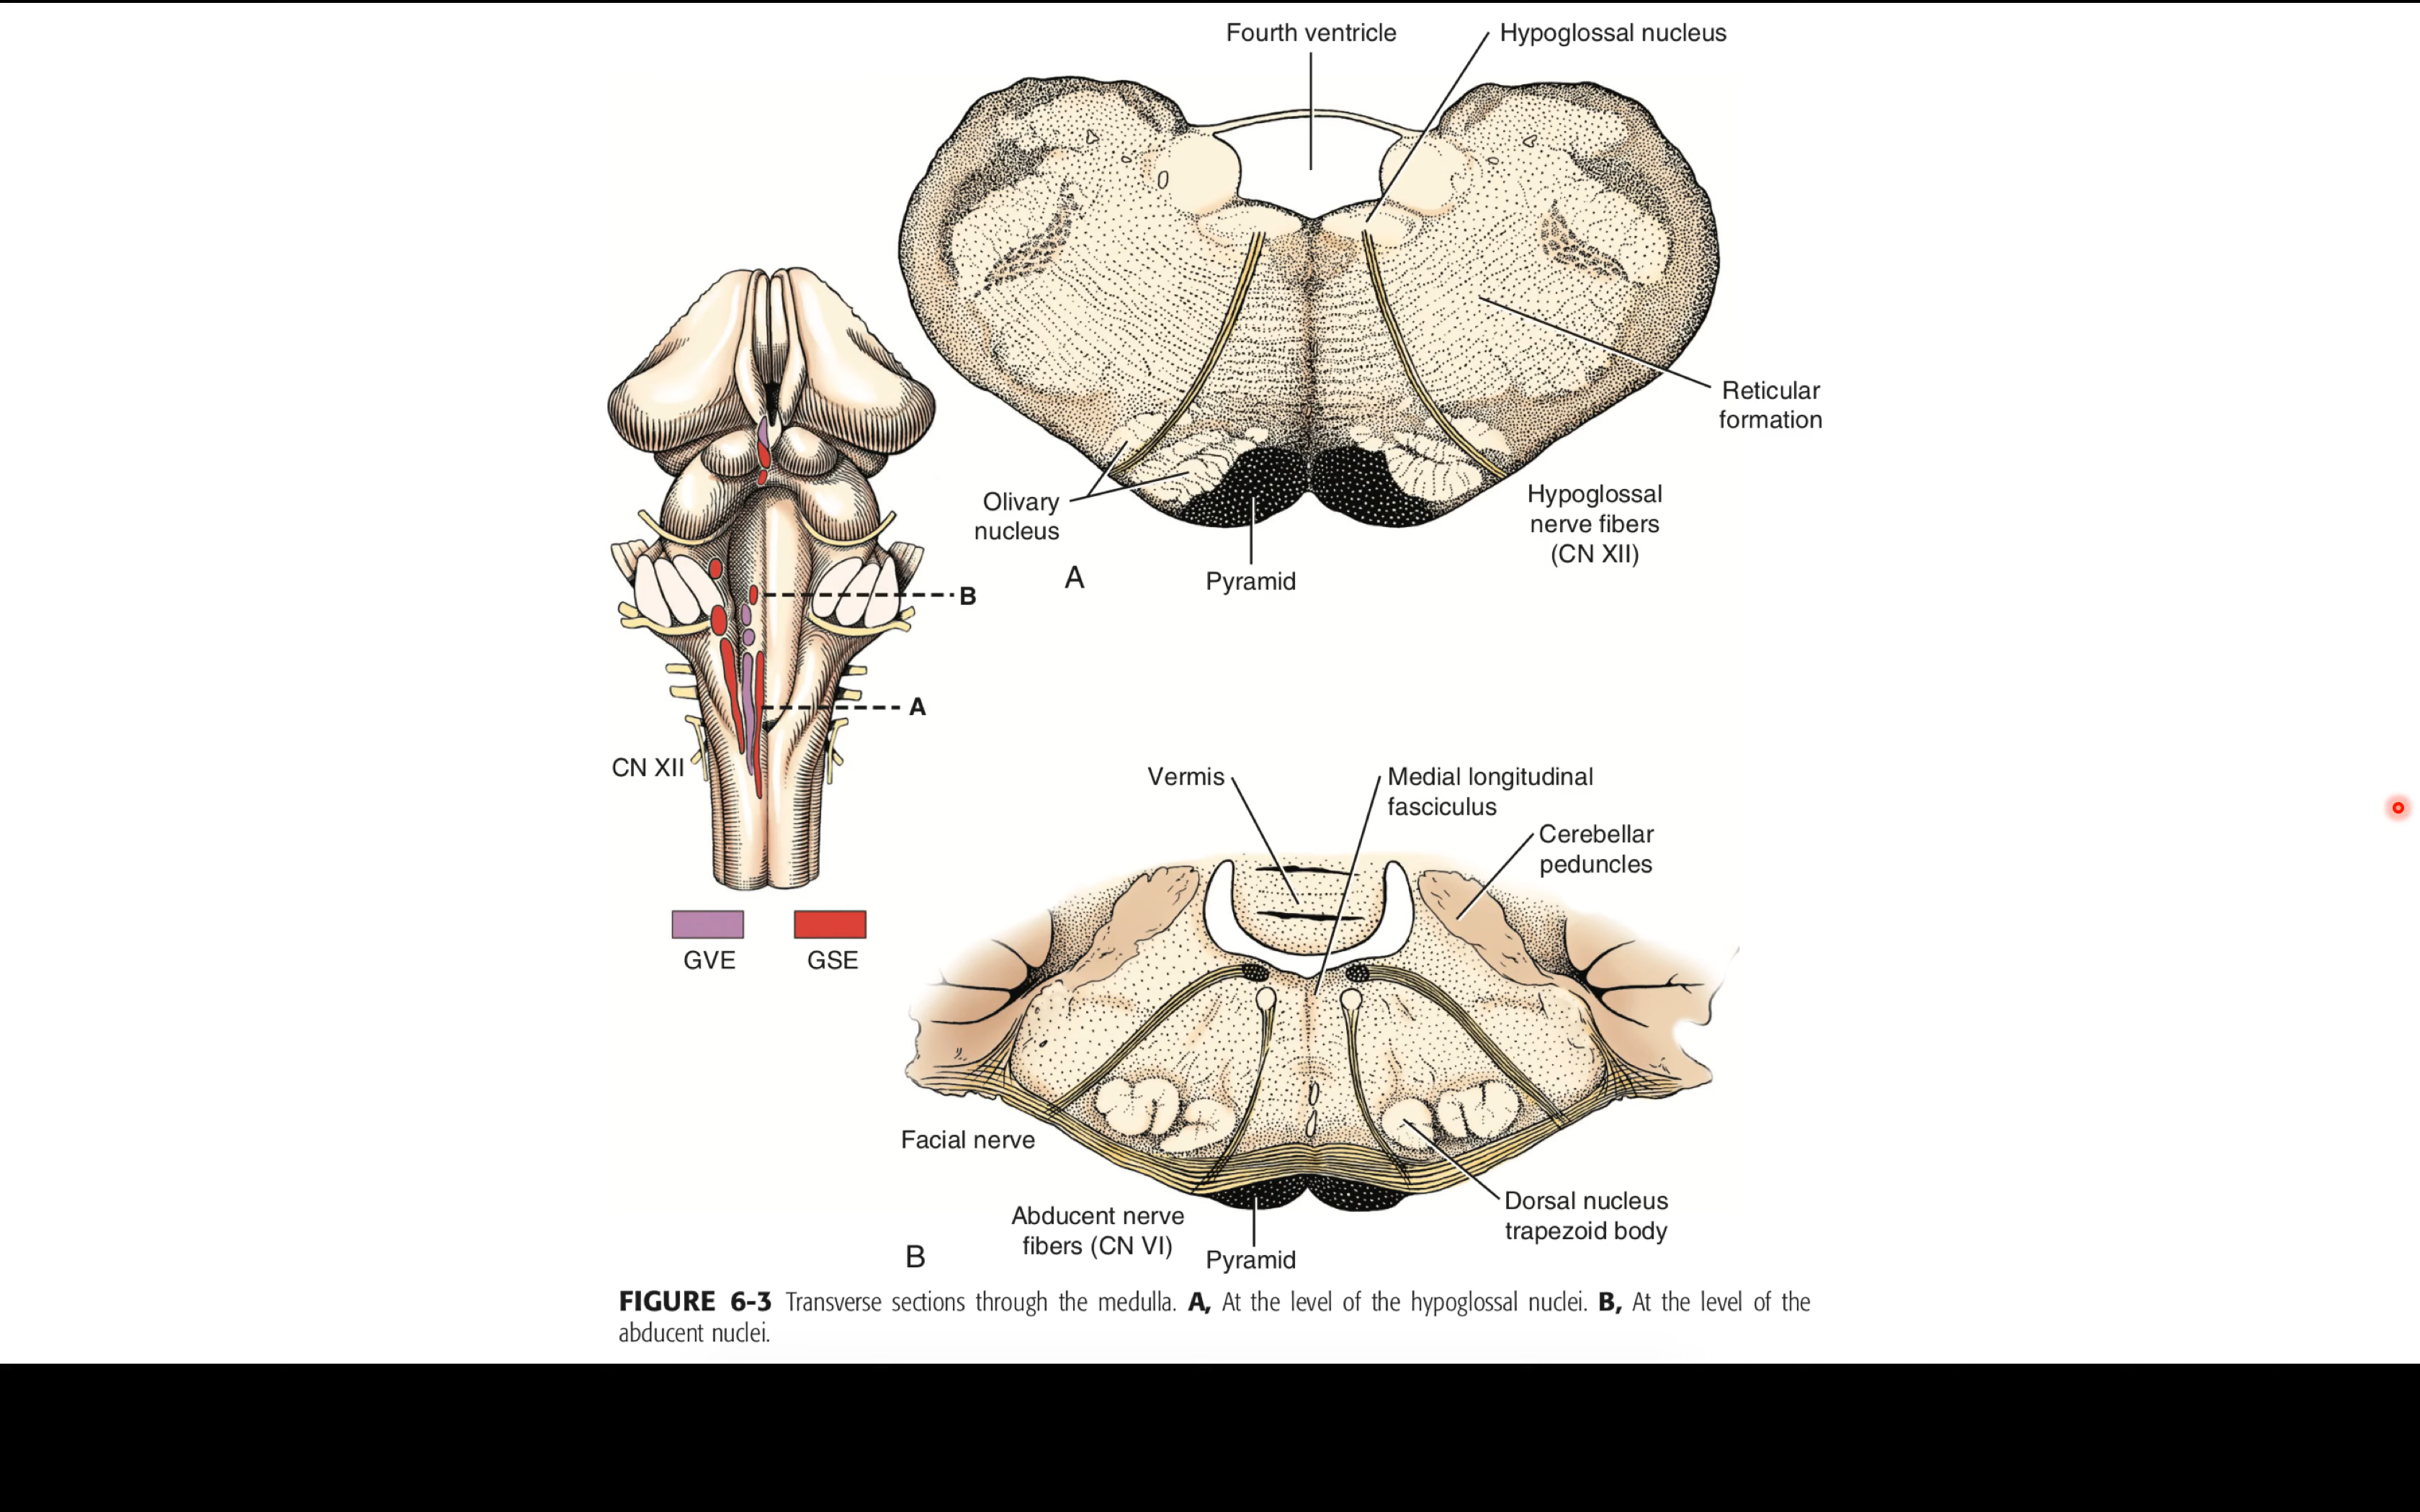 Fourth ventricle
Hypoglossal nucleus
Reticular
formation
Olivary
nucleus
Hypoglossal
nerve fibers
(CN XII)
A
Pyramid
B
A
CN XII
GVE
GSE
Vermis
Medial longitudinal
fasciculus
Cerebellar
peduncles
Facial nerve
Abducent nerve
fibers (CN VI)
Dorsal nucleus
trapezoid body
B
Pyramid
FIGURE 6-3 Transverse sections through the medulla. A, At the level of the hypoglossal nuclei. B, At the level of the
abducent nuclei.